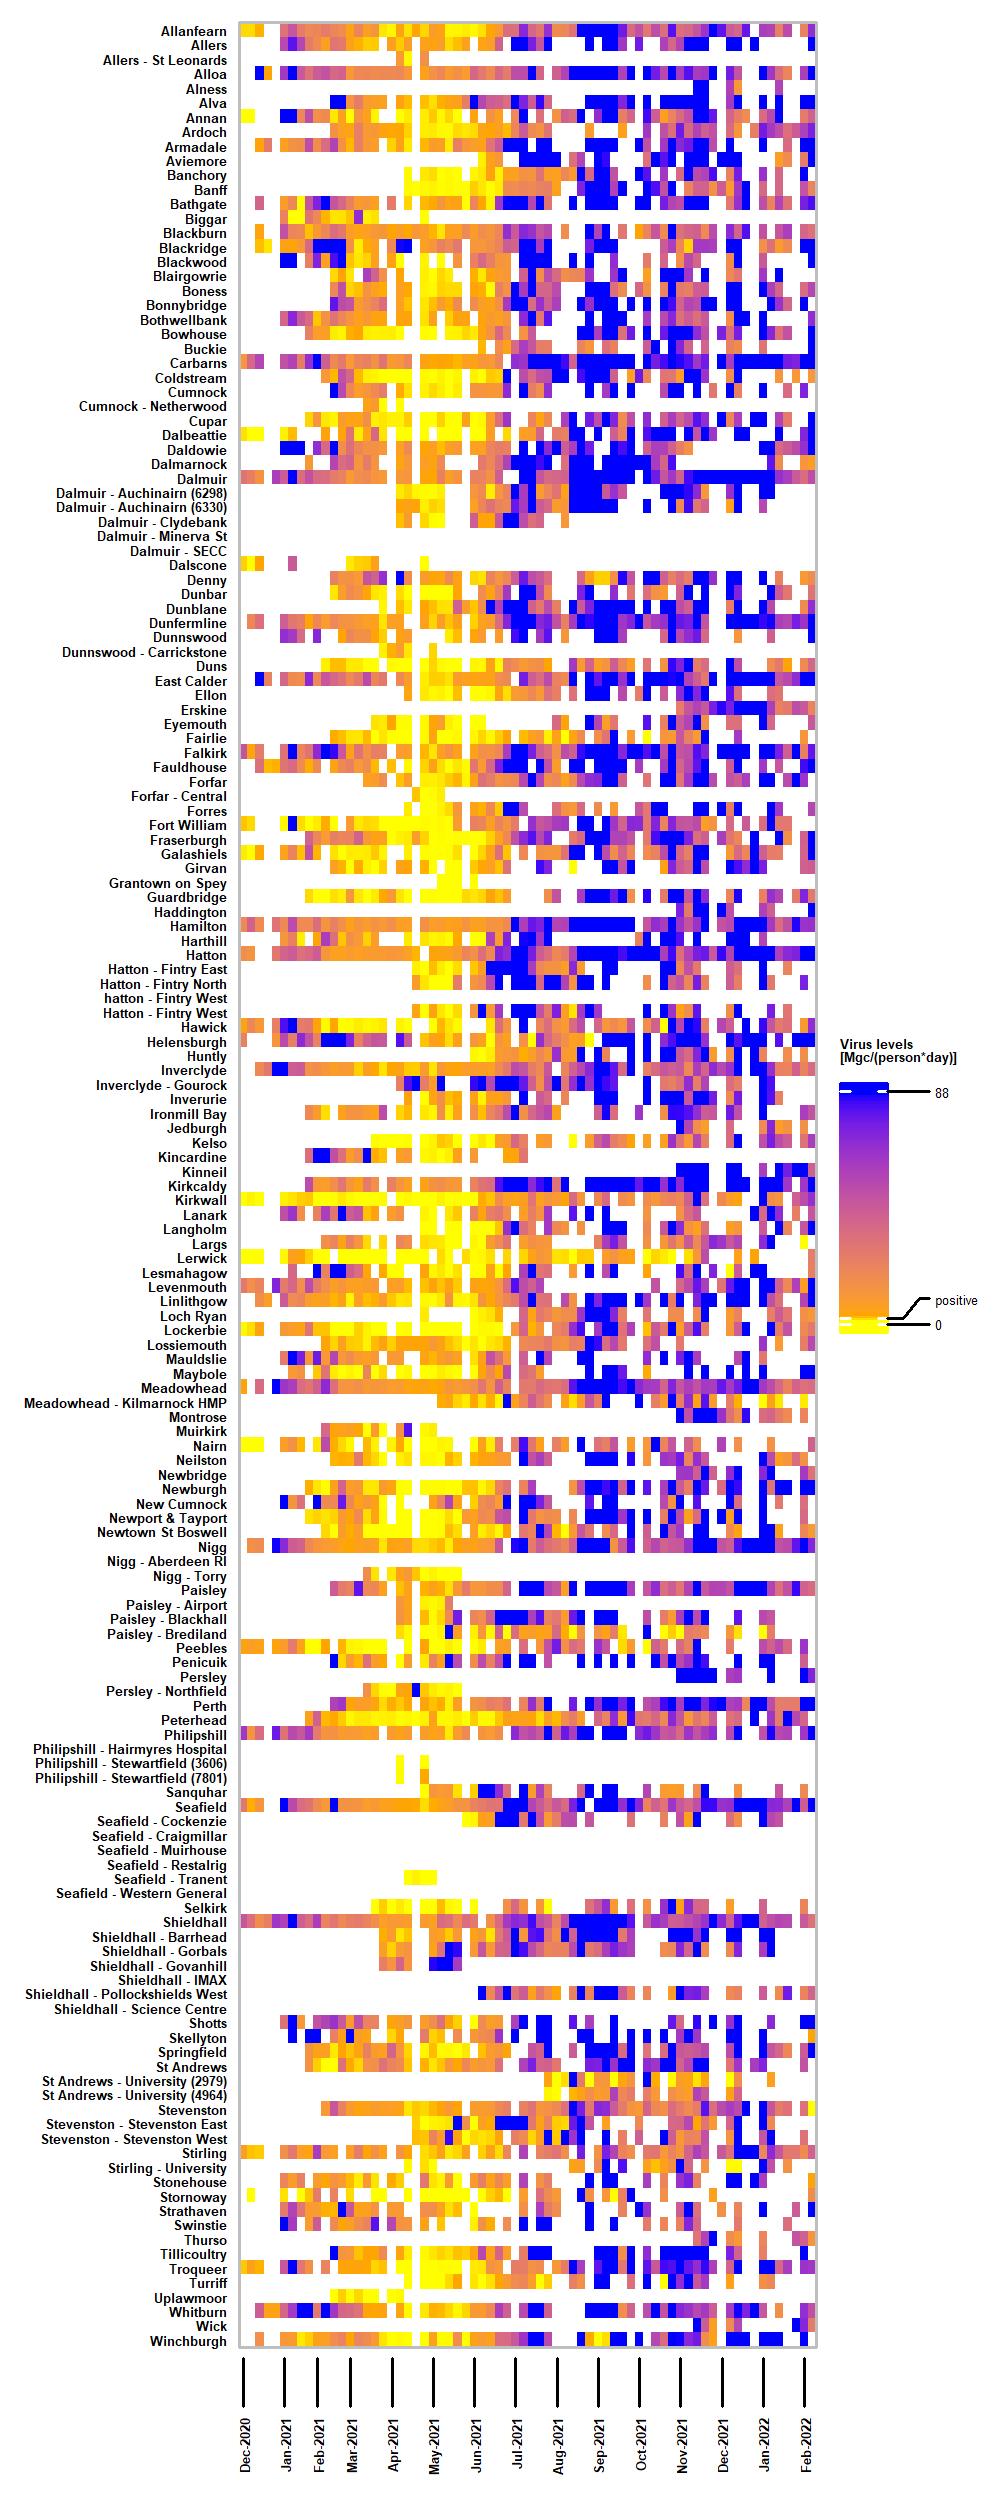 Allanfearn
Allers
Allers - St Leonards
Alloa
Alness
Alva
Annan
Ardoch
Armadale
Aviemore
Banchory
Banff
Bathgate
Biggar
Blackburn
Blackridge
Blackwood
Blairgowrie
Boness
Bonnybridge
Bothwellbank
Bowhouse
Buckie
Carbarns
Coldstream
Cumnock
Cumnock - Netherwood
Cupar
Dalbeattie
Daldowie
Dalmarnock
Dalmuir
Dalmuir - Auchinairn (6298)
Dalmuir - Auchinairn (6330)
Dalmuir - Clydebank
Dalmuir - Minerva St
Dalmuir - SECC
Dalscone
Denny
Dunbar
Dunblane
Dunfermline
Dunnswood
Dunnswood - Carrickstone
Duns
East Calder
Ellon
Erskine
Eyemouth
Fairlie
Falkirk
Fauldhouse
Forfar
Forfar - Central
Forres
Fort William
Fraserburgh
Galashiels
Girvan
Grantown on Spey
Guardbridge
Haddington
Hamilton
Harthill
Hatton
Hatton - Fintry East
Hatton - Fintry North
hatton - Fintry West
Hatton - Fintry West
Hawick
Helensburgh
Huntly
Inverclyde
Inverclyde - Gourock
Inverurie
Ironmill Bay
Jedburgh
Kelso
Kincardine
Kinneil
Kirkcaldy
Kirkwall
Lanark
Langholm
Largs
Lerwick
Lesmahagow
Levenmouth
Linlithgow
Loch Ryan
Lockerbie
Lossiemouth
Mauldslie
Maybole
Meadowhead
Meadowhead - Kilmarnock HMP
Montrose
Muirkirk
Nairn
Neilston
Newbridge
Newburgh
New Cumnock
Newport & Tayport
Newtown St Boswell
Nigg
Nigg - Aberdeen RI
Nigg - Torry
Paisley
Paisley - Airport
Paisley - Blackhall
Paisley - Brediland
Peebles
Penicuik
Persley
Persley - Northfield
Perth
Peterhead
Philipshill
Philipshill - Hairmyres Hospital
Philipshill - Stewartfield (3606)
Philipshill - Stewartfield (7801)
Sanquhar
Seafield
Seafield - Cockenzie
Seafield - Craigmillar
Seafield - Muirhouse
Seafield - Restalrig
Seafield - Tranent
Seafield - Western General
Selkirk
Shieldhall
Shieldhall - Barrhead
Shieldhall - Gorbals
Shieldhall - Govanhill
Shieldhall - IMAX
Shieldhall - Pollockshields West
Shieldhall - Science Centre
Shotts
Skellyton
Springfield
St Andrews
St Andrews - University (2979)
St Andrews - University (4964)
Stevenston
Stevenston - Stevenston East
Stevenston - Stevenston West
Stirling
Stirling - University
Stonehouse
Stornoway
Strathaven
Swinstie
Thurso
Tillicoultry
Troqueer
Turriff
Uplawmoor
Whitburn
Wick
Winchburgh
Virus levels
[Mgc/(person*day)]
88
positive
0
Dec-2020
Jan-2021
Feb-2021
Mar-2021
Apr-2021
May-2021
Jun-2021
Jul-2021
Aug-2021
Sep-2021
Oct-2021
Nov-2021
Dec-2021
Jan-2022
Feb-2022